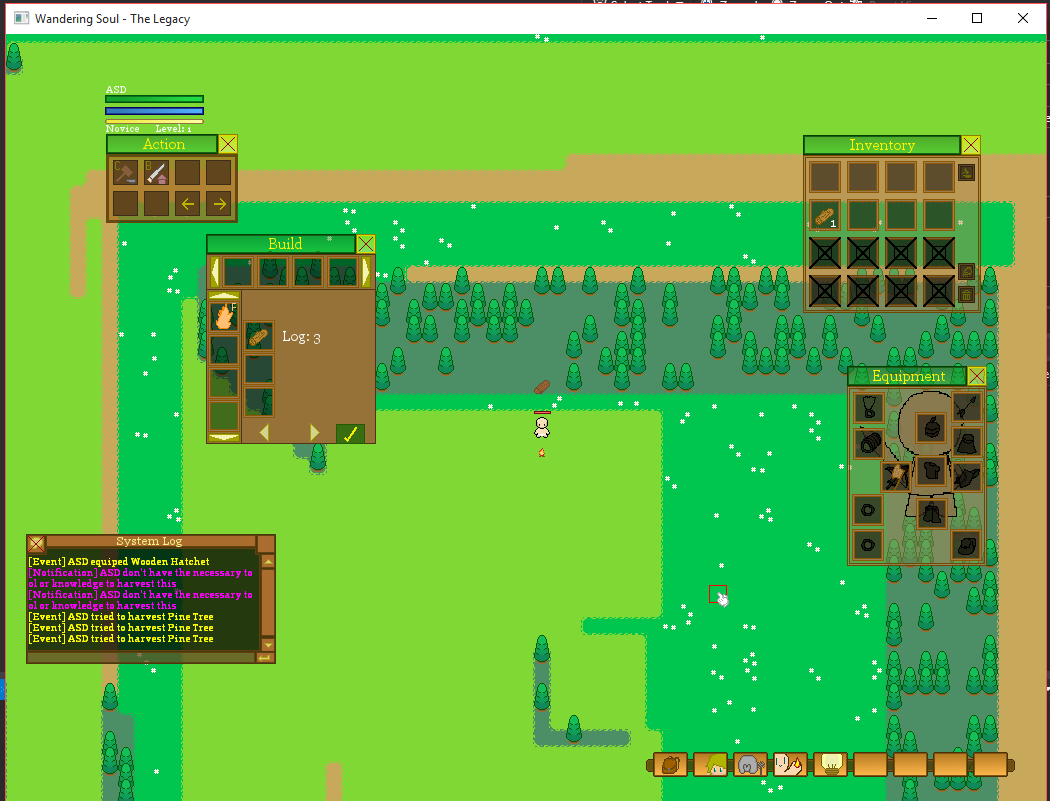 Wandering Soul - The Legacy
ASD
Novice Level: 1
Action
C
B
Inventory
1
Build
F
Log: 3
Equipment
System Log
[Event] ASD equiped Wooden Hatchet
[Notification] ASD don't have the necessary to
ol or knowledge to harvest this
[Notification] ASD don't have the necessary to
ol or knowledge to harvest this
[Event] ASD tried to harvest Pine Tree
[Event] ASD tried to harvest Pine Tree
[Event] ASD tried to harvest Pine Tree